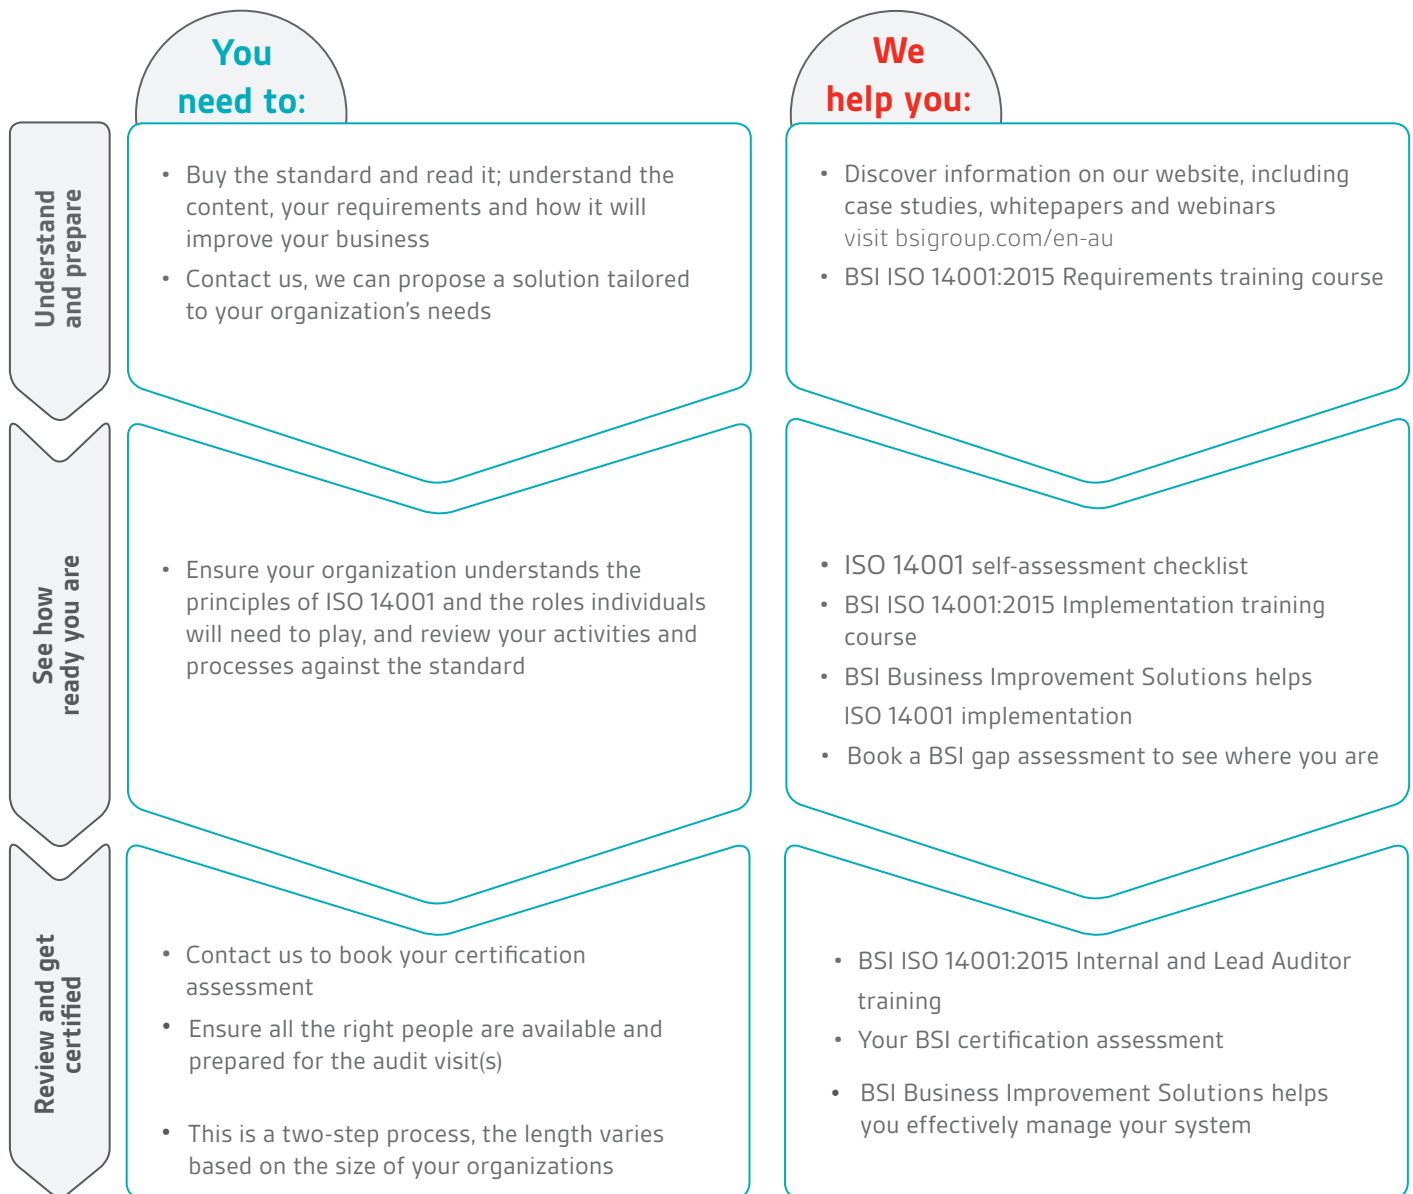 You
need to:
We
help you:
Understand
and prepare
• Buy the standard and read it; understand the
content, your requirements and how it will
improve your business
• Contact us, we can propose a solution tailored
to your organization's needs
• Discover information on our website, including
case studies, whitepapers and webinars
visit bsigroup.com/en-au
• BSI ISO 14001:2015 Requirements training course
See how
ready you are
• Ensure your organization understands the
principles of ISO 14001 and the roles individuals
will need to play, and review your activities and
processes against the standard
• ISO 14001 self-assessment checklist
• BSI ISO 14001:2015 Implementation training
course
• BSI Business Improvement Solutions helps
ISO 14001 implementation
• Book a BSI gap assessment to see where you are
Review and get
certified
• Contact us to book your certification
assessment
• Ensure all the right people are available and
prepared for the audit visit(s)
• This is a two-step process, the length varies
based on the size of your organizations
• BSI ISO 14001:2015 Internal and Lead Auditor
training
• Your BSI certification assessment
• BSI Business Improvement Solutions helps
you effectively manage your system